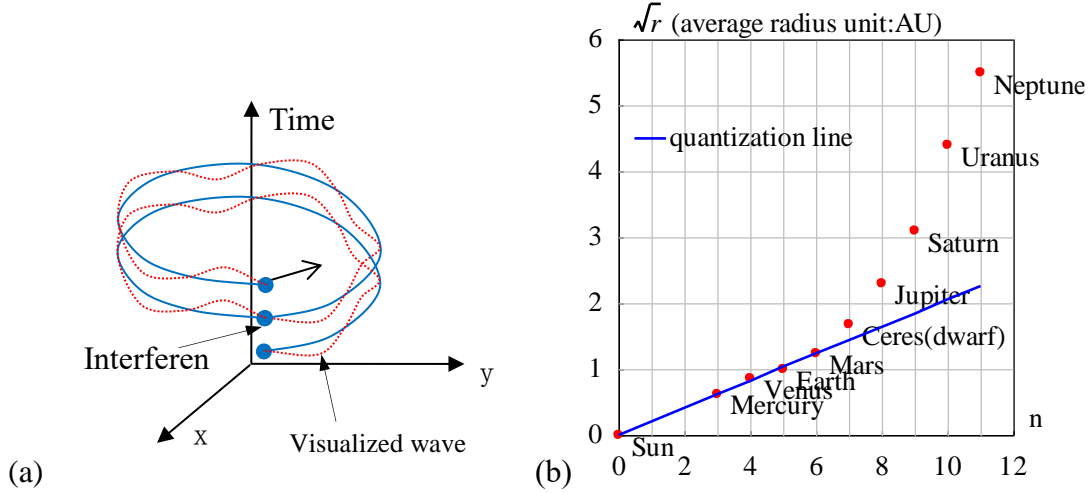 Time
Interferen
y
x
Visualized wave
(a)
√r (average radius unit:AU)
6
5
4
3
2
1
0
quantization line
Neptune
Uranus
Saturn
Jupiter
Ceres(dwarf)
Mars
Earth
Venus
Mercury
Sun
n
0 2 4 6 8 10 12
(b)